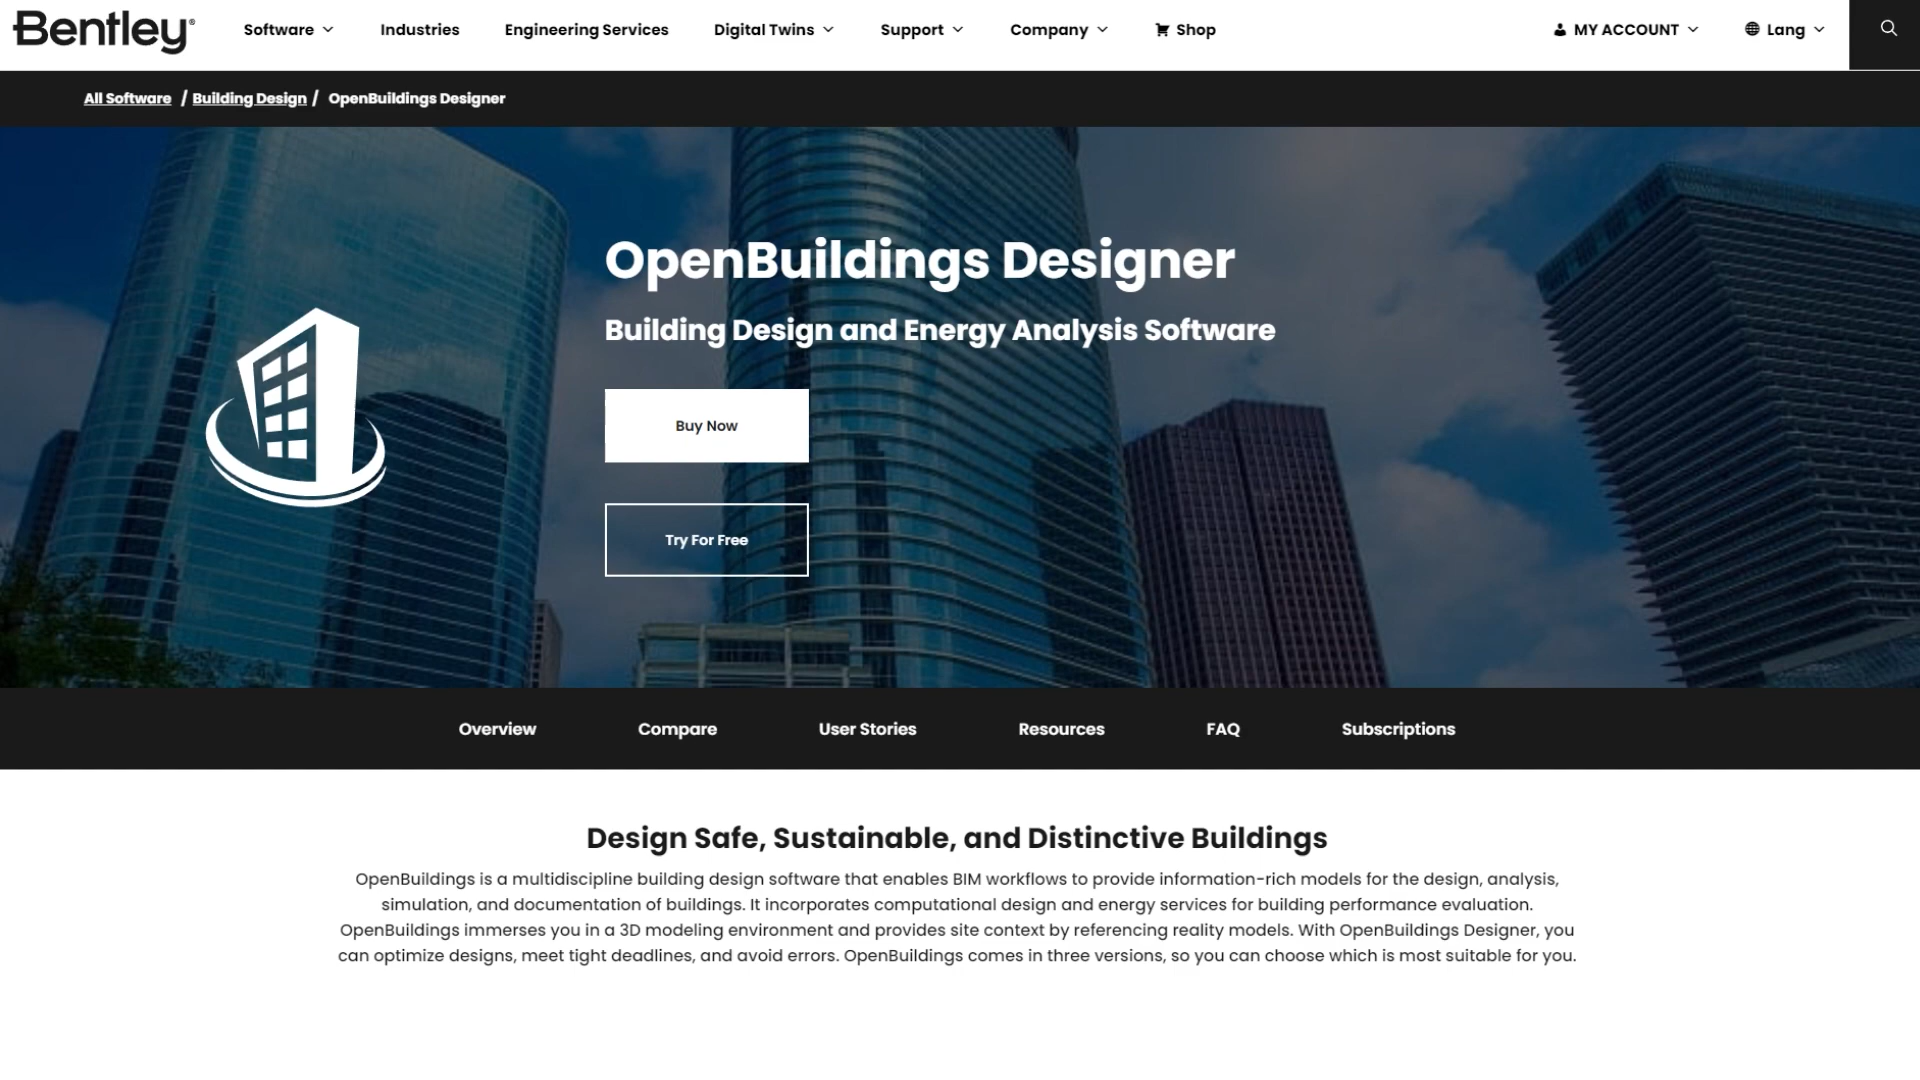 Bentley®
Software
Industries
Engineering Services
Digital Twins
Support
Company
Shop
MY ACCOUNT
Lang
All Software / Building Design / OpenBuildings Designer
OpenBuildings Designer
Building Design and Energy Analysis Software
Buy Now
Try For Free
Overview
Compare
User Stories
Resources
FAQ
Subscriptions
Design Safe, Sustainable, and Distinctive Buildings
OpenBuildings is a multidiscipline building design software that enables BIM workflows to provide information-rich models for the design, analysis,
simulation, and documentation of buildings. It incorporates computational design and energy services for building performance evaluation.
OpenBuildings immerses you in a 3D modeling environment and provides site context by referencing reality models. With OpenBuildings Designer, you
can optimize designs, meet tight deadlines, and avoid errors. OpenBuildings comes in three versions, so you can choose which is most suitable for you.